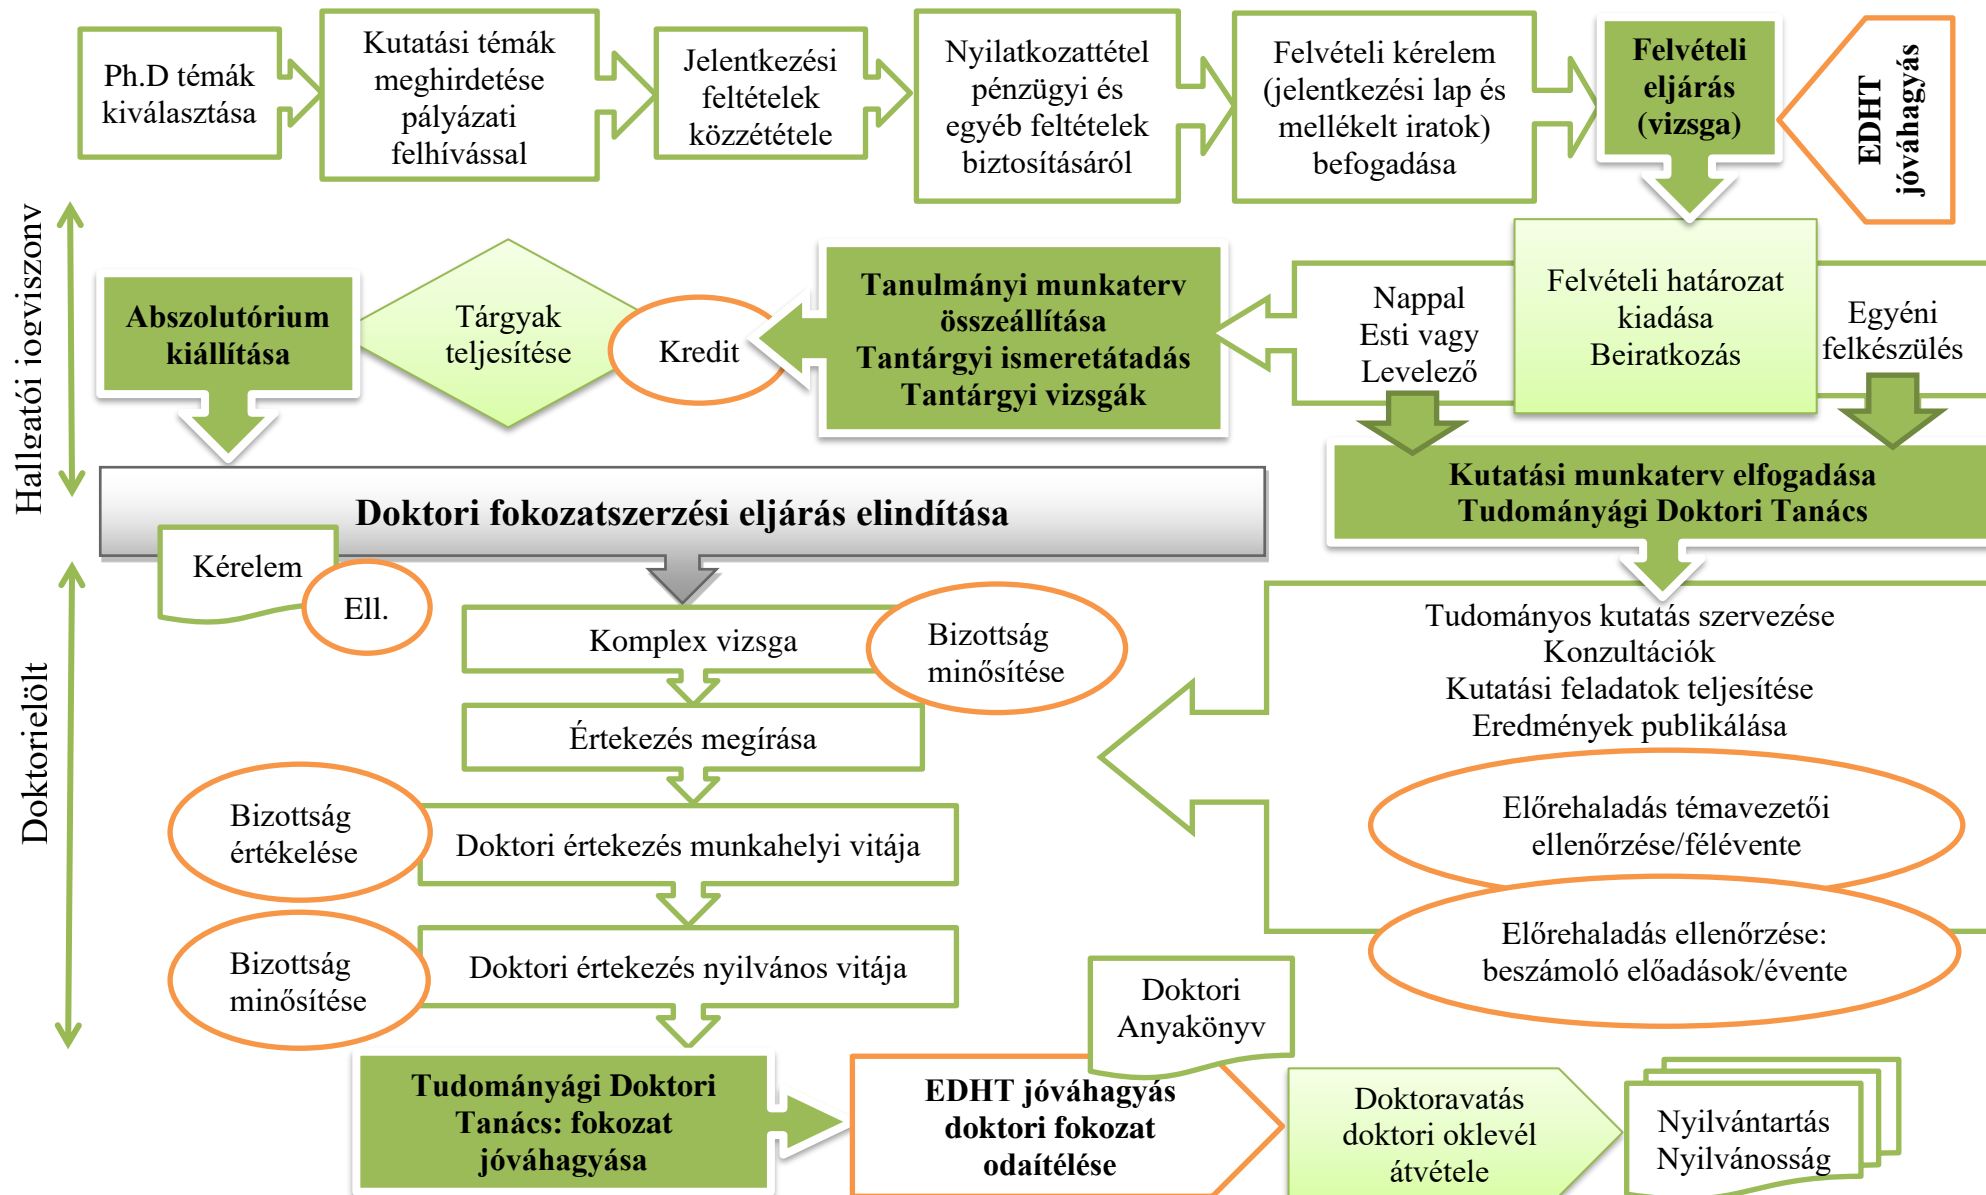 Ph.D témák
kiválasztása
Kutatási témák
meghirdetése
pályázati
felhívással
Jelentkezési
feltételek
közzététele
Nyilatkozattétel
pénzügyi és
egyéb feltételek
biztosításáról
Felvételi kérelem
(jelentkezési lap és
mellékelt iratok)
befogadása
Felvételi
eljárás
(vizsga)
EDHT
jóváhagyás
Hallgatói jogviszony
Abszolutórium
kiállítása
Tárgyak
teljesítése
Kredit
Tanulmányi munkaterv
összeállítása
Tantárgyi ismeretátadás
Tantárgyi vizsgák
Nappal
Esti vagy
Levelező
Felvételi határozat
kiadása
Beiratkozás
Egyéni
felkészülés
Doktori fokozatszerzési eljárás elindítása
Kutatási munkaterv elfogadása
Tudományági Doktori Tanács
Kérelem
Ell.
Doktorielölt
Komplex vizsga
Bizottság
minősítése
Értekezés megírása
Bizottság
értékelése
Doktori értekezés munkahelyi vitája
Bizottság
minősítése
Doktori értekezés nyilvános vitája
Tudományos kutatás szervezése
Konzultációk
Kutatási feladatok teljesítése
Eredmények publikálása
Előrehaladás témavezetői
ellenőrzése/félévente
Előrehaladás ellenőrzése:
beszámoló előadások/évente
Tudományági Doktori
Tanács: fokozat
jóváhagyása
EDHT jóváhagyás
doktori fokozat
odaítélése
Doktori
Anyakönyv
Doktoravatás
doktori oklevél
átvétele
Nyilvántartás
Nyilvánosság